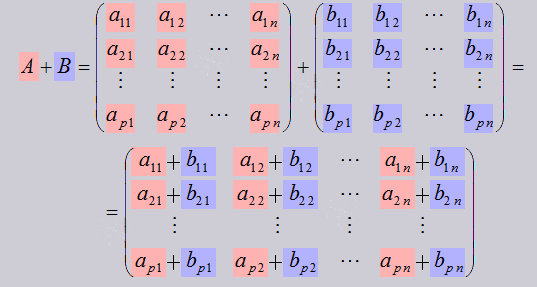 A + B = ( a11 a12 ⋯ a1n ) + ( b11 b12 ⋯ b1n ) =
a21 a22 ⋯ a2n b21 b22 ⋯ b2n
⋮ ⋮ ⋮ ⋮ ⋮ ⋮ ⋮ ⋮
ap1 ap2 ⋯ apn bp1 bp2 ⋯ bpn
= ( a11+b11 a12+b12 ⋯ a1n+b1n )
a21+b21 a22+b22 ⋯ a2n+b2n
⋮ ⋮ ⋮ ⋮
ap1+bp1 ap2+bp2 ⋯ apn+bpn